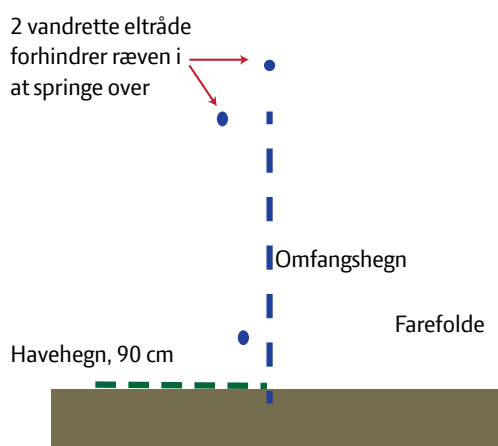 2 vandrette eltråde
forhindrer ræven i
at springe over
Omfangshegn
Farefolde
Havehegn, 90 cm